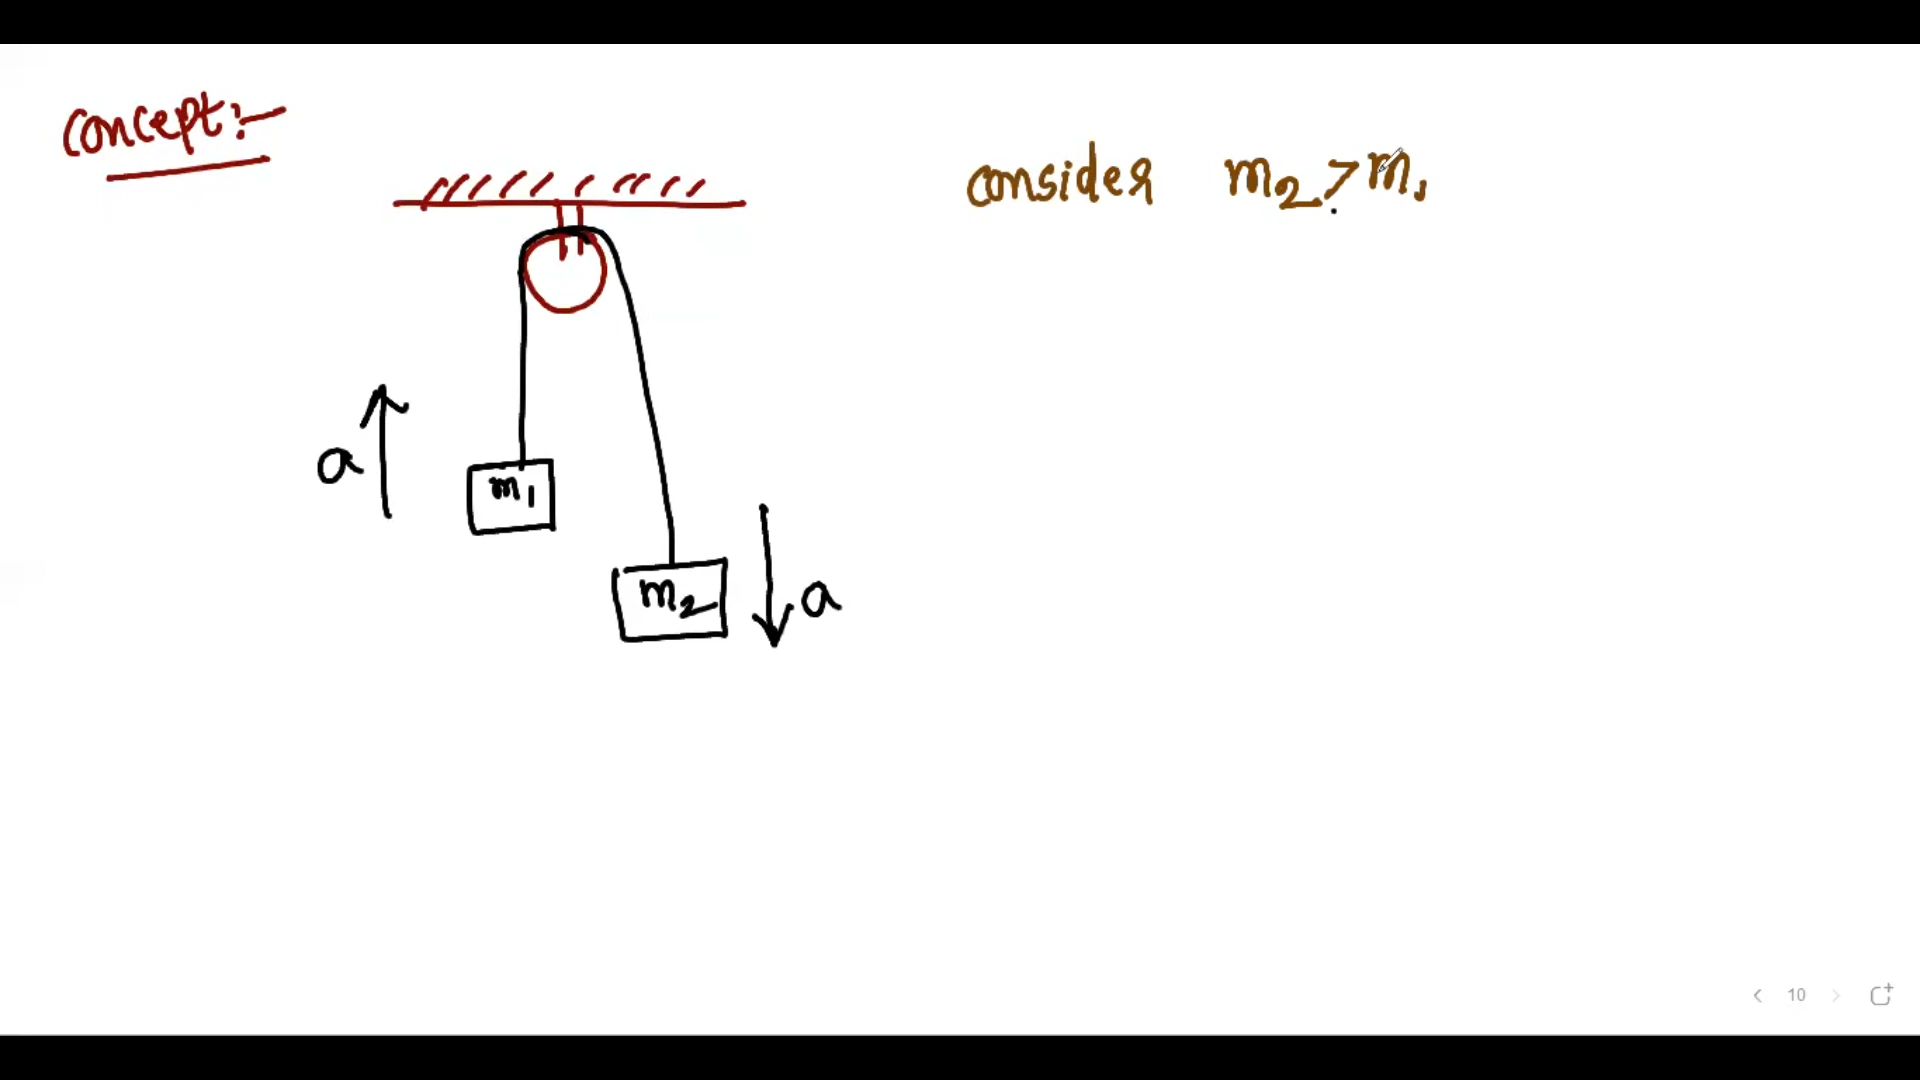 concept:-
consider m₂ > m₁
a
m₁
m₂
a
10